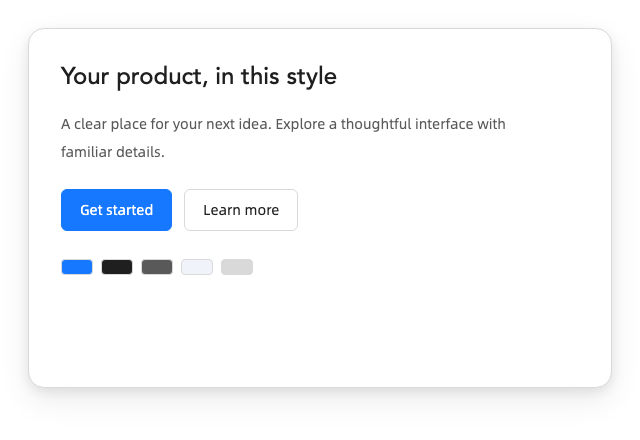 Your product, in this style
A clear place for your next idea. Explore a thoughtful interface with
familiar details.
Get started
Learn more